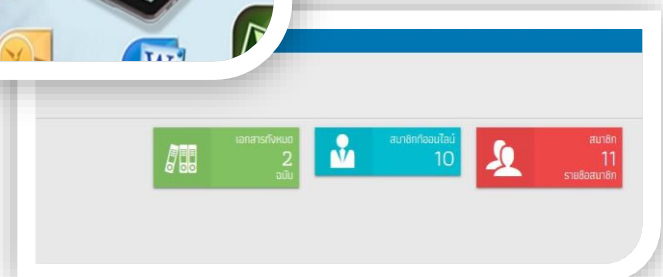 เอกสารทั้งหมด
2
ฉบับ
สมาชิกที่ออนไลน์
10
สมาชิก
11
รายชื่อสมาชิก